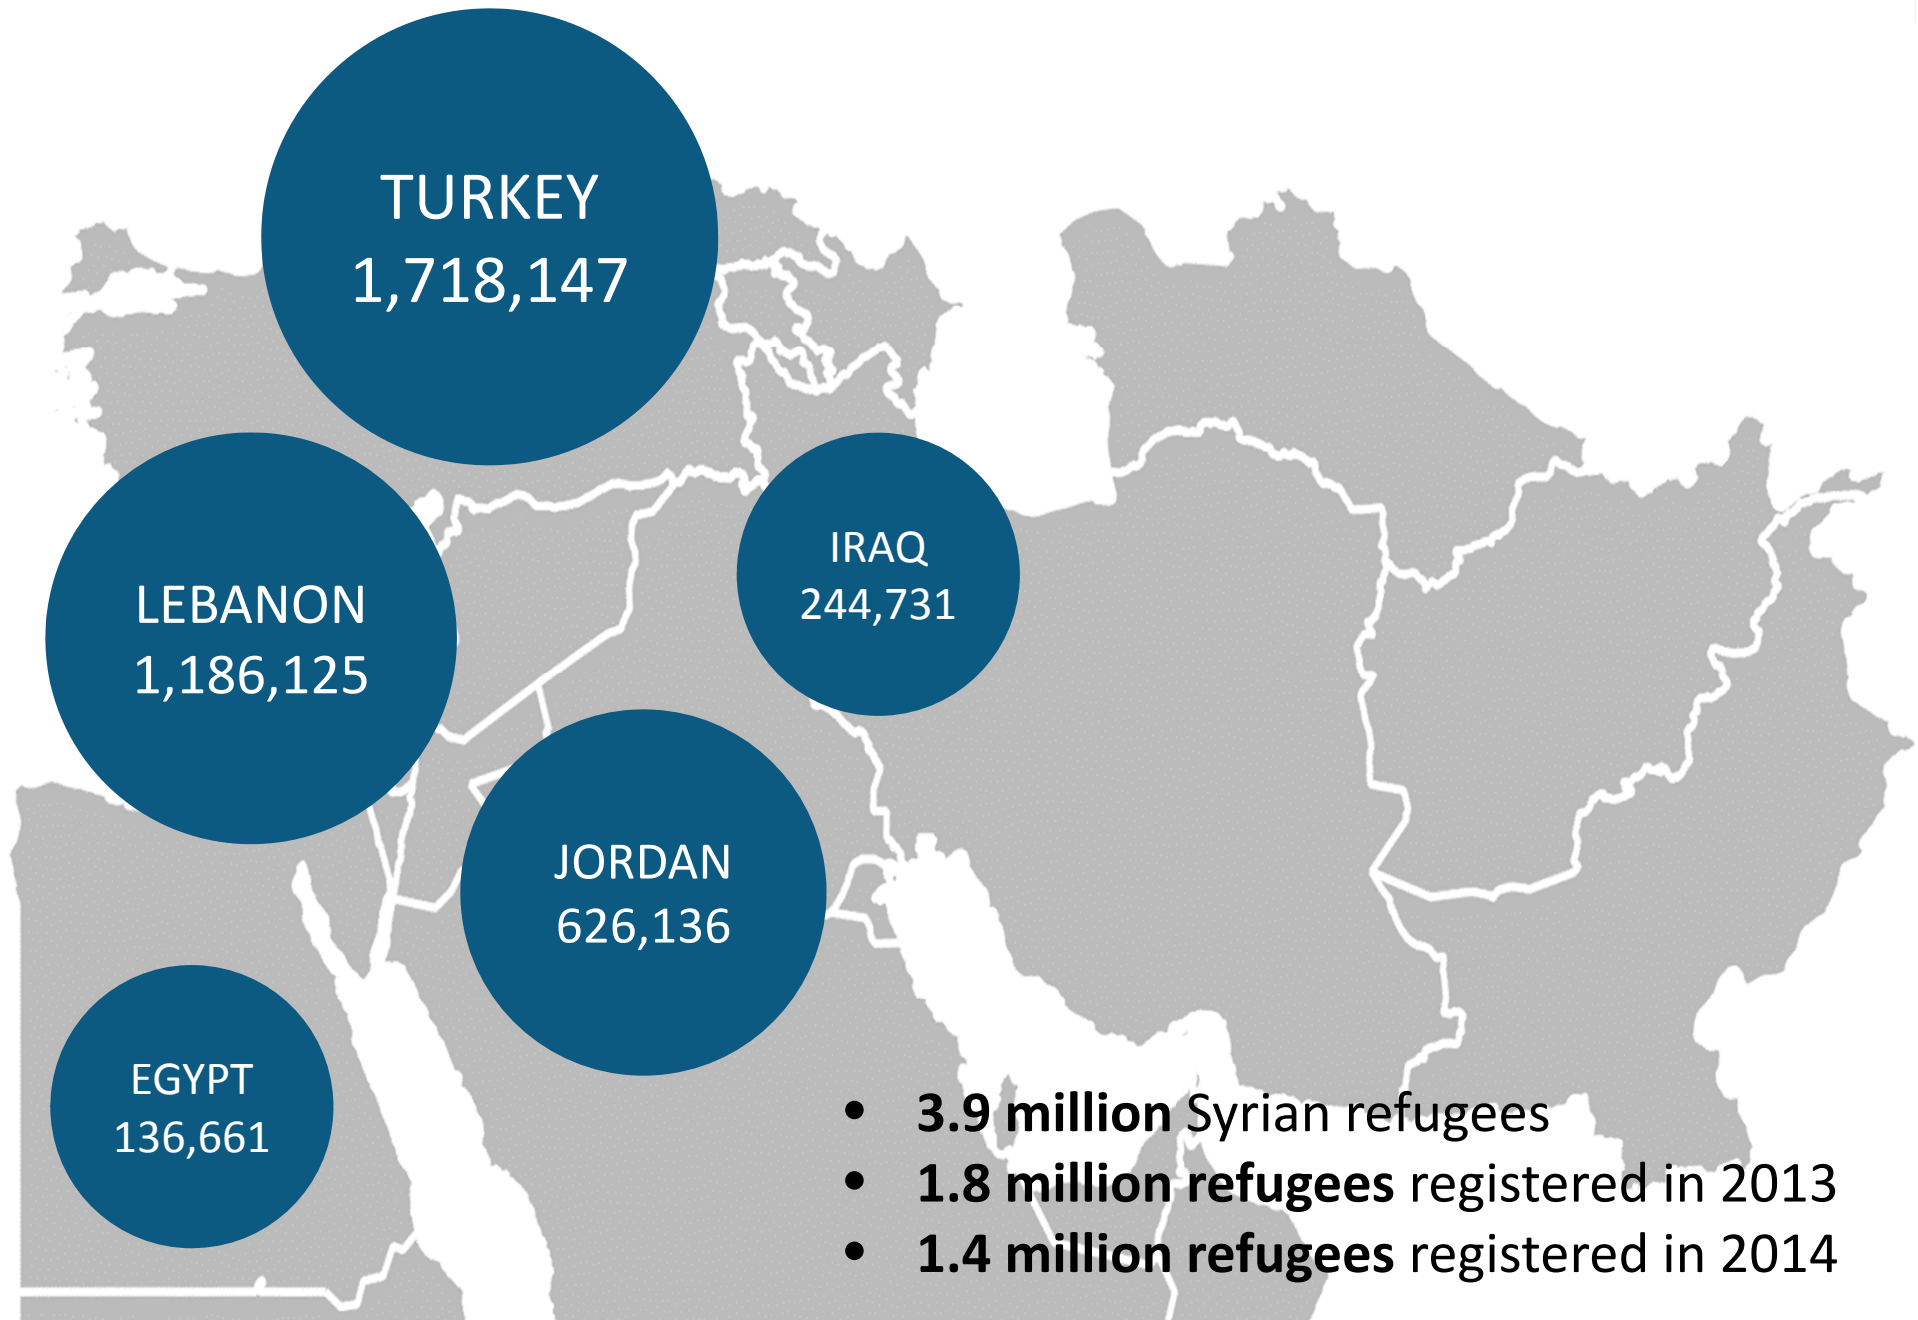 TURKEY
1,718,147
LEBANON
1,186,125
IRAQ
244,731
JORDAN
626,136
EGYPT
136,661
• 3.9 million Syrian refugees
• 1.8 million refugees registered in 2013
• 1.4 million refugees registered in 2014